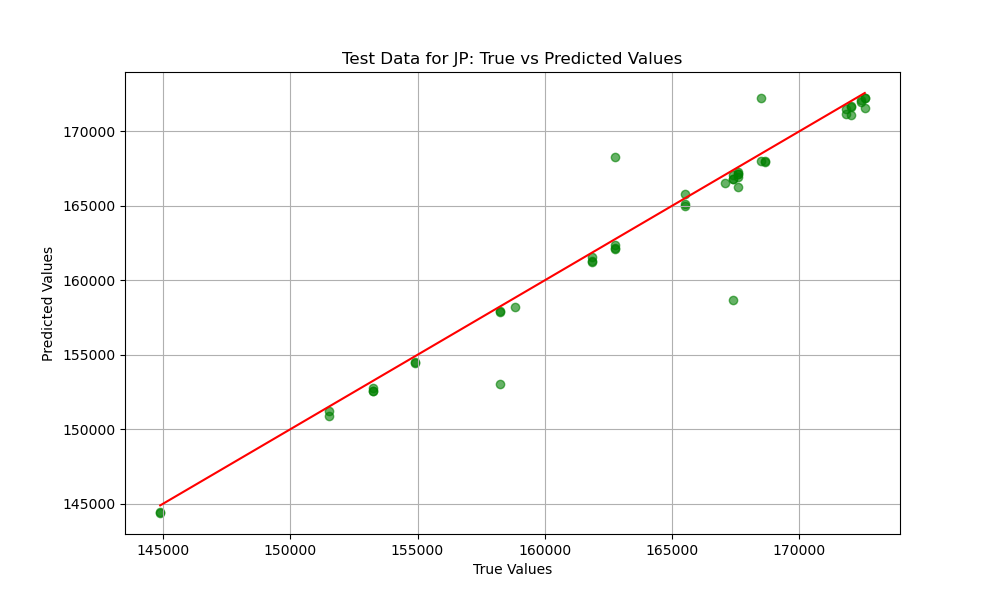 Test Data for JP: True vs Predicted Values
170000
165000
160000
155000
150000
145000
Predicted Values
145000 150000 155000 160000 165000 170000
True Values